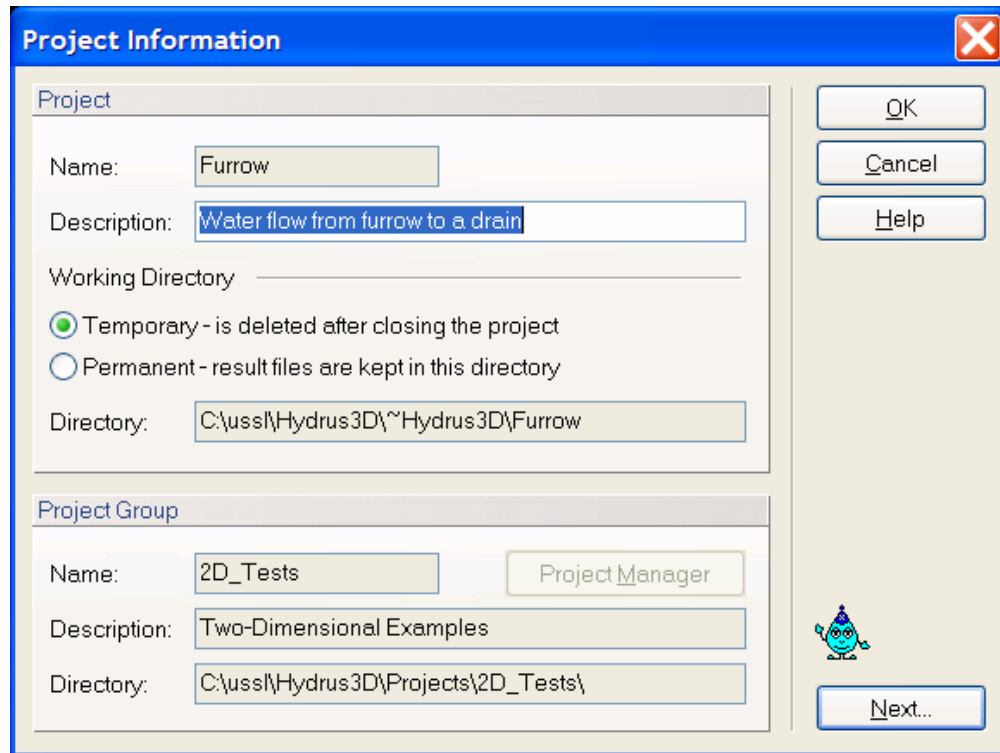 Project Information
Project
Name: Furrow
Description: Water flow from furrow to a drain
Working Directory
Temporary - is deleted after closing the project
Permanent - result files are kept in this directory
Directory: C:\ussl\Hydrus3D\~Hydrus3D\Furrow
Project Group
Name: 2D_Tests Project Manager
Description: Two-Dimensional Examples
Directory: C:\ussl\Hydrus3D\Projects\2D_Tests\
OK
Cancel
Help
Next...